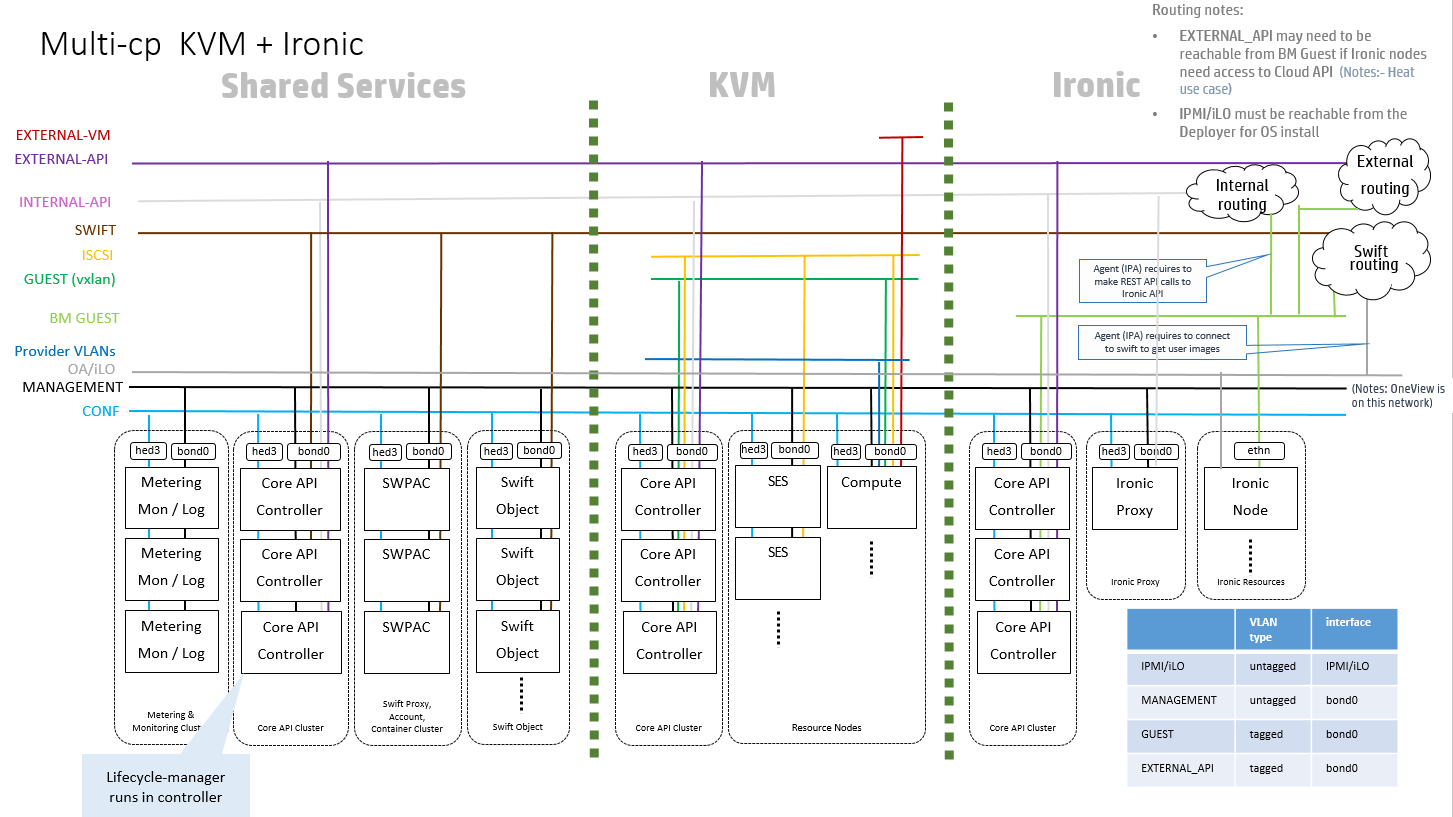 Multi-cp KVM + Ironic
Routing notes:
• EXTERNAL_API may need to be
reachable from BM Guest if Ironic nodes
need access to Cloud API (Notes:- Heat
use case)
• IPMI/iLO must be reachable from the
Deployer for OS install
Shared Services
KVM
Ironic
EXTERNAL-VM
EXTERNAL-API
INTERNAL-API
SWIFT
ISCSI
GUEST (vxlan)
BM GUEST
Provider VLANs
OA/iLO
MANAGEMENT
CONF
External
routing
Internal
routing
Swift
routing
Agent (IPA) requires to
make REST API calls to
Ironic API
Agent (IPA) requires to connect
to swift to get user images
(Notes: OneView is
on this network)
hed3 bond0
Metering
Mon / Log
Metering
Mon / Log
Metering
Mon / Log
Metering &
Monitoring Clust
hed3 bond0
Core API
Controller
Core API
Controller
Core API
Controller
Core API Cluster
Lifecycle-manager
runs in controller
hed3 bond0
SWPAC
SWPAC
SWPAC
Swift Proxy,
Account,
Container Cluster
hed3 bond0
Swift
Object
Swift
Object
Swift
Object
Swift Object
hed3 bond0
Core API
Controller
Core API
Controller
Core API
Controller
Core API Cluster
hed3 bond0
SES
SES
hed3 bond0
Compute
Resource Nodes
hed3 bond0
Core API
Controller
Core API
Controller
Core API
Controller
Core API Cluster
hed3 bond0
Ironic
Proxy
Ironic Proxy
ethn
Ironic
Node
Ironic Resources
VLAN
type
interface
IPMI/iLO untagged IPMI/iLO
MANAGEMENT untagged bond0
GUEST tagged bond0
EXTERNAL_API tagged bond0